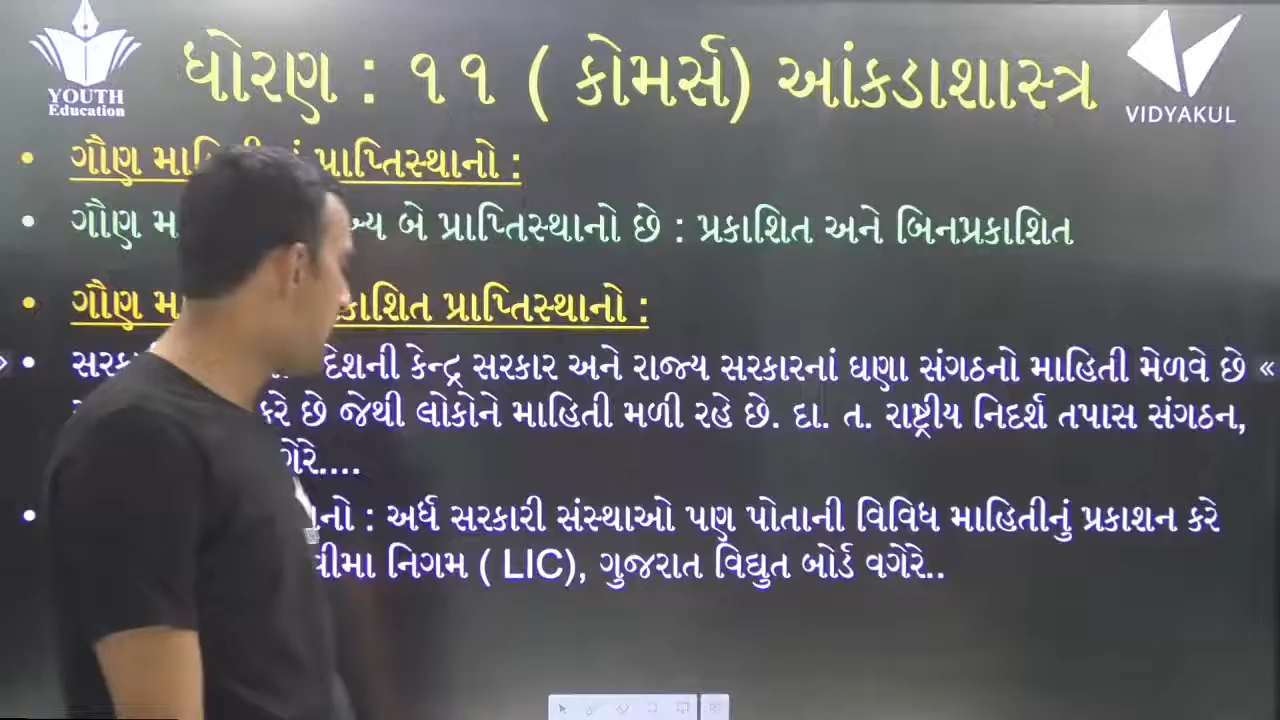 YOUTH
Education
ધોરણ : ૧૧ ( કોમર્સ) આંકડાશાસ્ત્ર
VIDYAKUL
ગૌણ પ્રાપ્તિસ્થાનો :
ગૌણ બે પ્રાપ્તિસ્થાનો છે : પ્રકાશિત અને બિનપ્રકાશિત
ગૌણ પ્રાપ્તિસ્થાનો :
દેશની કેન્દ્ર સરકાર અને રાજ્ય સરકારનાં ઘણા સંગઠનો માહિતી મેળવે છે
કરે છે જેથી લોકોને માહિતી મળી રહે છે. દા. ત. રાષ્ટ્રીય નિદર્શ તપાસ સંગઠન,
: અર્ધ સરકારી સંસ્થાઓ પણ પોતાની વિવિધ માહિતીનું પ્રકાશન કરે
નિગમ ( LIC), ગુજરાત વિદ્યુત બોર્ડ વગેરે..